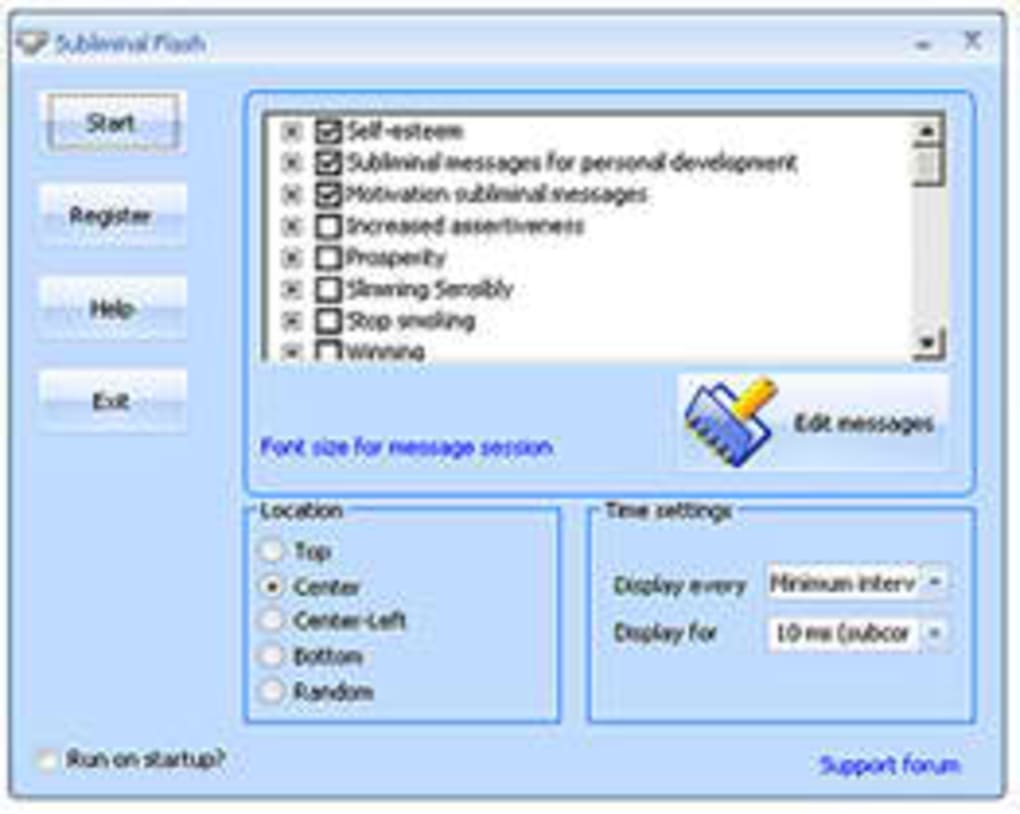 Subliminal Flash
Start
Register
Help
Exit
Self-esteem
Subliminal messages for personal development
Motivation subliminal messages
Increased assertiveness
Prosperity
Slimming Sensibly
Stop smoking
Winning
Font size for message session
Edit messages
Location
Top
Center
Center-Left
Bottom
Random
Time settings
Display every Minimum interv
Display for 10 ms (subcor
Run on startup?
Support forum